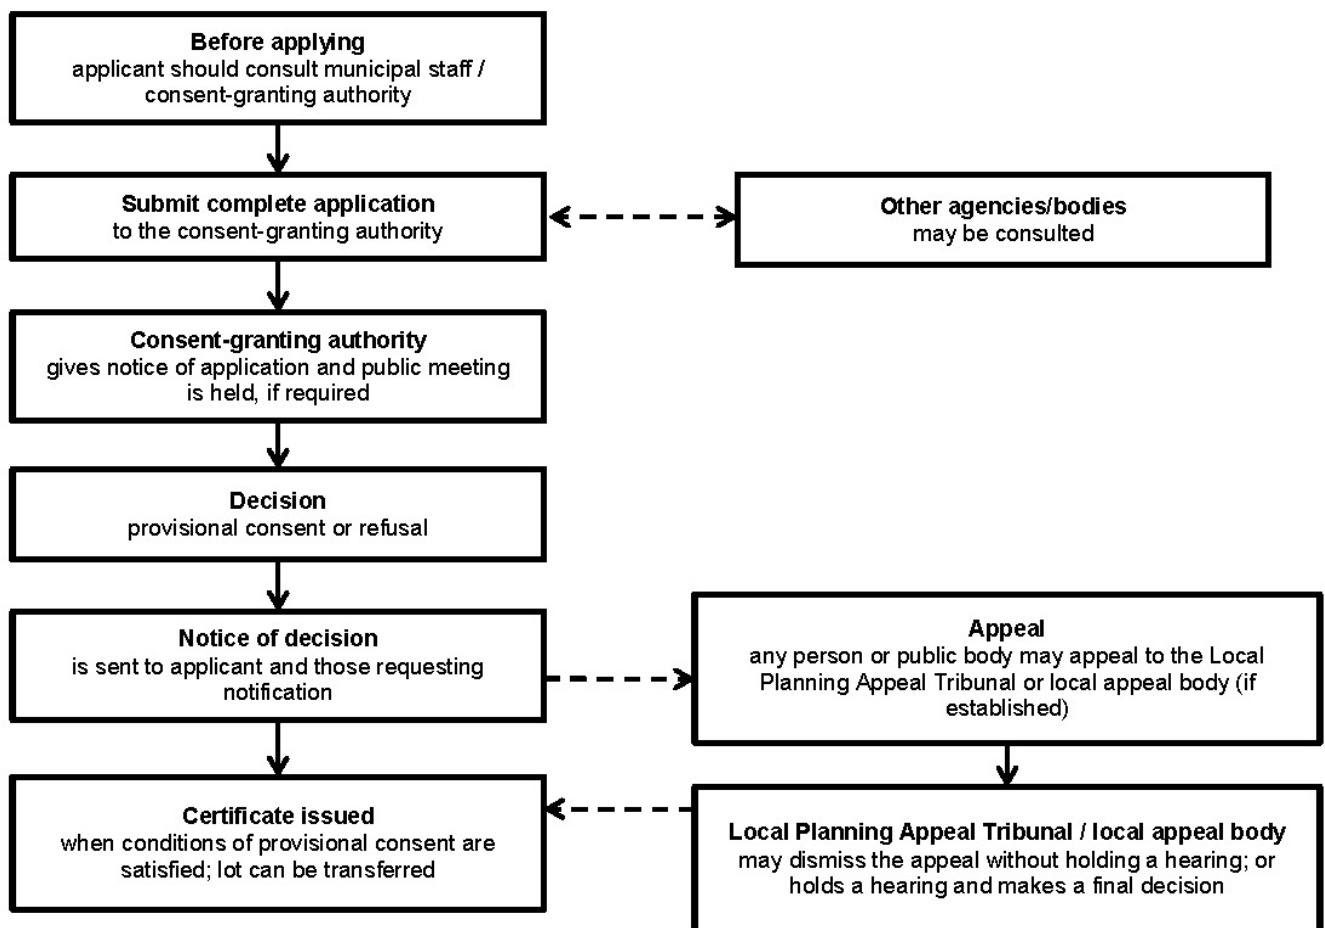 Before applying
applicant should consult municipal staff /
consent-granting authority
Submit complete application
to the consent-granting authority
Other agencies/bodies
may be consulted
Consent-granting authority
gives notice of application and public meeting
is held, if required
Decision
provisional consent or refusal
Notice of decision
is sent to applicant and those requesting
notification
Appeal
any person or public body may appeal to the Local
Planning Appeal Tribunal or local appeal body (if
established)
Certificate issued
when conditions of provisional consent are
satisfied; lot can be transferred
Local Planning Appeal Tribunal / local appeal body
may dismiss the appeal without holding a hearing; or
holds a hearing and makes a final decision